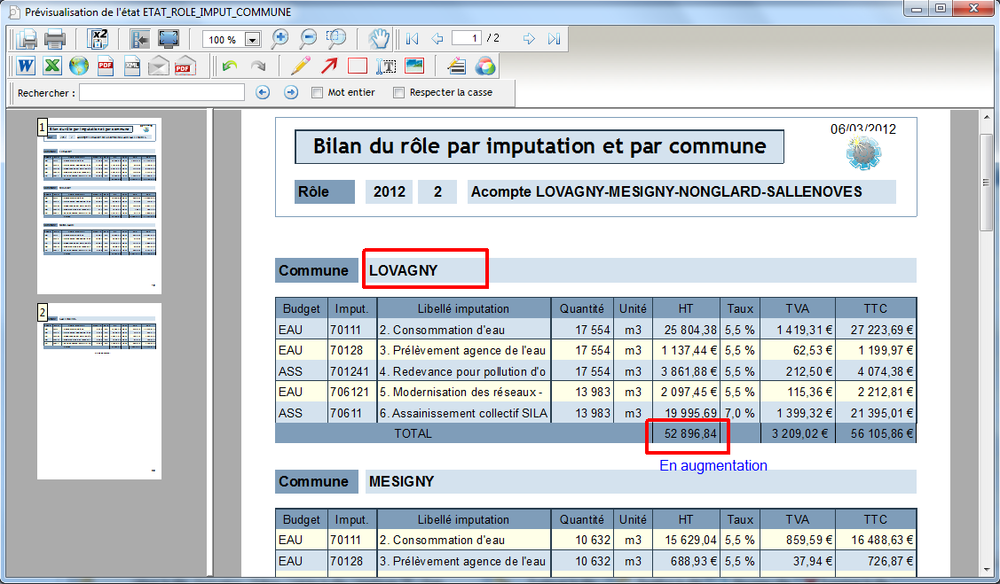 Prévisualisation de l'état ETAT_ROLE_IMPUT_COMMUNE
x2
100 %
1 / 2
W
PDF
XML
PDF
T
Rechercher :
Mot entier
Respecter la casse
1
2
06/03/2012
Bilan du rôle par imputation et par commune
Rôle 2012 2 Acompte LOVAGNY-MESIGNY-NONGLARD-SALLENOVES
Commune LOVAGNY
Budget Imput. Libellé imputation Quantité Unité HT Taux TVA TTC
EAU 70111 2. Consommation d'eau 17 554 m3 25 804,38 5,5 % 1 419,31 € 27 223,69 €
EAU 70128 3. Prélèvement agence de l'eau 17 554 m3 1 137,44 € 5,5 % 62,53 € 1 199,97 €
ASS 701241 4. Redevance pour pollution d'o 17 554 m3 3 861,88 € 5,5 % 212,50 € 4 074,38 €
EAU 706121 5. Modernisation des réseaux - 13 983 m3 2 097,45 € 5,5 % 115,36 € 2 212,81 €
ASS 70611 6. Assainissement collectif SILA 13 983 m3 19 995,69 7,0 % 1 399,32 € 21 395,01 €
TOTAL 52 896,84 3 209,02 € 56 105,86 €
En augmentation
Commune MESIGNY
Budget Imput. Libellé imputation Quantité Unité HT Taux TVA TTC
EAU 70111 2. Consommation d'eau 10 632 m3 15 629,04 5,5 % 859,59 € 16 488,63 €
EAU 70128 3. Prélèvement agence de l'eau 10 632 m3 688,93 € 5,5 % 37,94 € 726,87 €